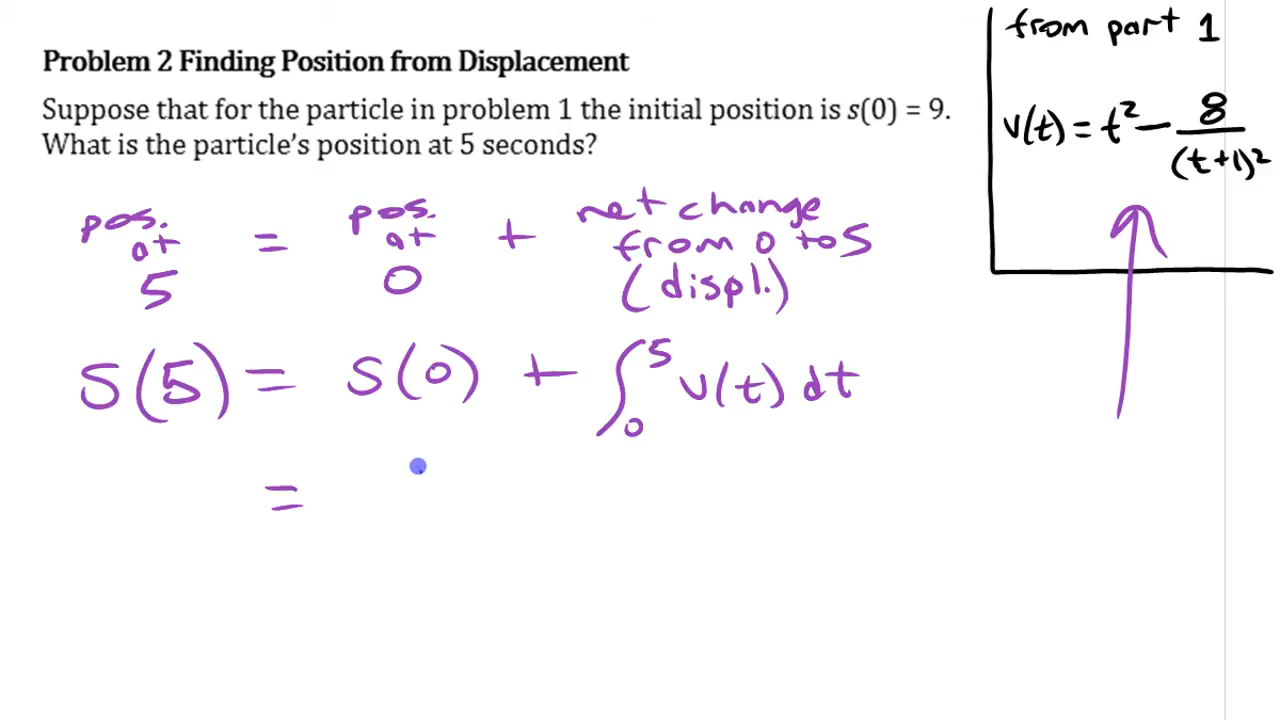 Problem 2 Finding Position from Displacement
Suppose that for the particle in problem 1 the initial position is s(0) = 9.
What is the particle's position at 5 seconds?
from part 1
v(t) = t² − 8/(t+1)²
pos. at 5 = pos. at 0 + net change from 0 to 5 (displ.)
S(5) = S(0) + ∫₀⁵ v(t) dt
=